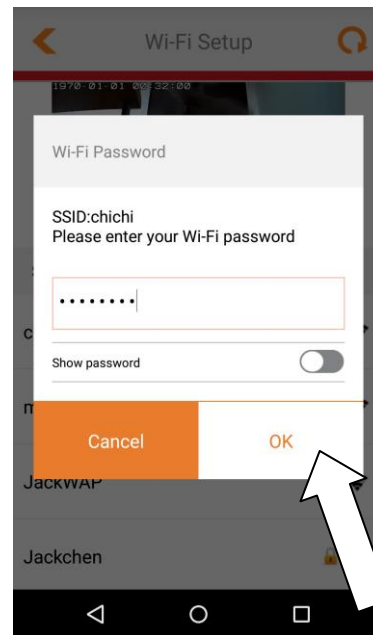 Wi-Fi Setup
1970-01-01 00:32:00
Wi-Fi Password
SSID:chichi
Please enter your Wi-Fi password
••••••••
Show password
Cancel
OK
JackWAP
Jackchen